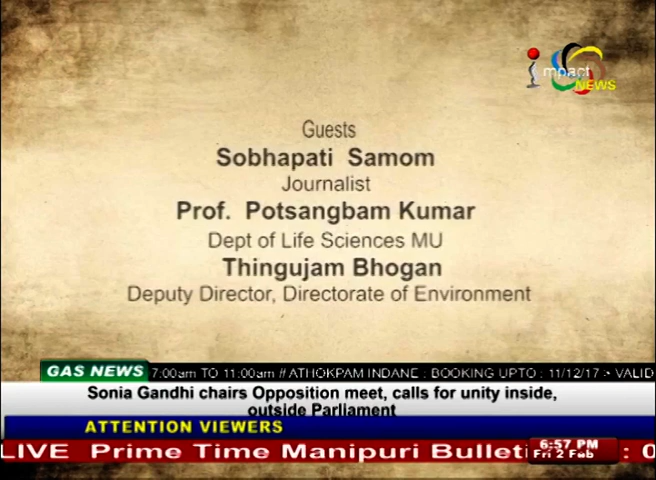 impact
NEWS
Guests
Sobhapati Samom
Journalist
Prof. Potsangbam Kumar
Dept of Life Sciences MU
Thingujam Bhogan
Deputy Director, Directorate of Environment
GAS NEWS
7:00am TO 11:00am // ATHOKPAM INDANE : BOOKING UPTO : 11/12/17 :- VALID
Sonia Gandhi chairs Opposition meet, calls for unity inside,
outside Parliament
ATTENTION VIEWERS
LIVE Prime Time Manipuri Bulleti
6:57 PM
Fri 2 Feb